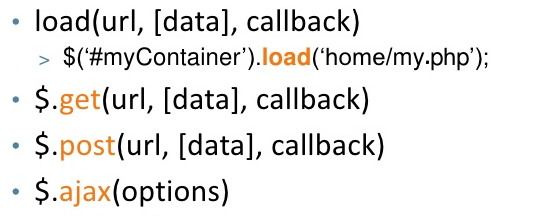 • load(url, [data], callback)
> $(‘#myContainer’).load(‘home/my.php’);
• $.get(url, [data], callback)
• $.post(url, [data], callback)
• $.ajax(options)